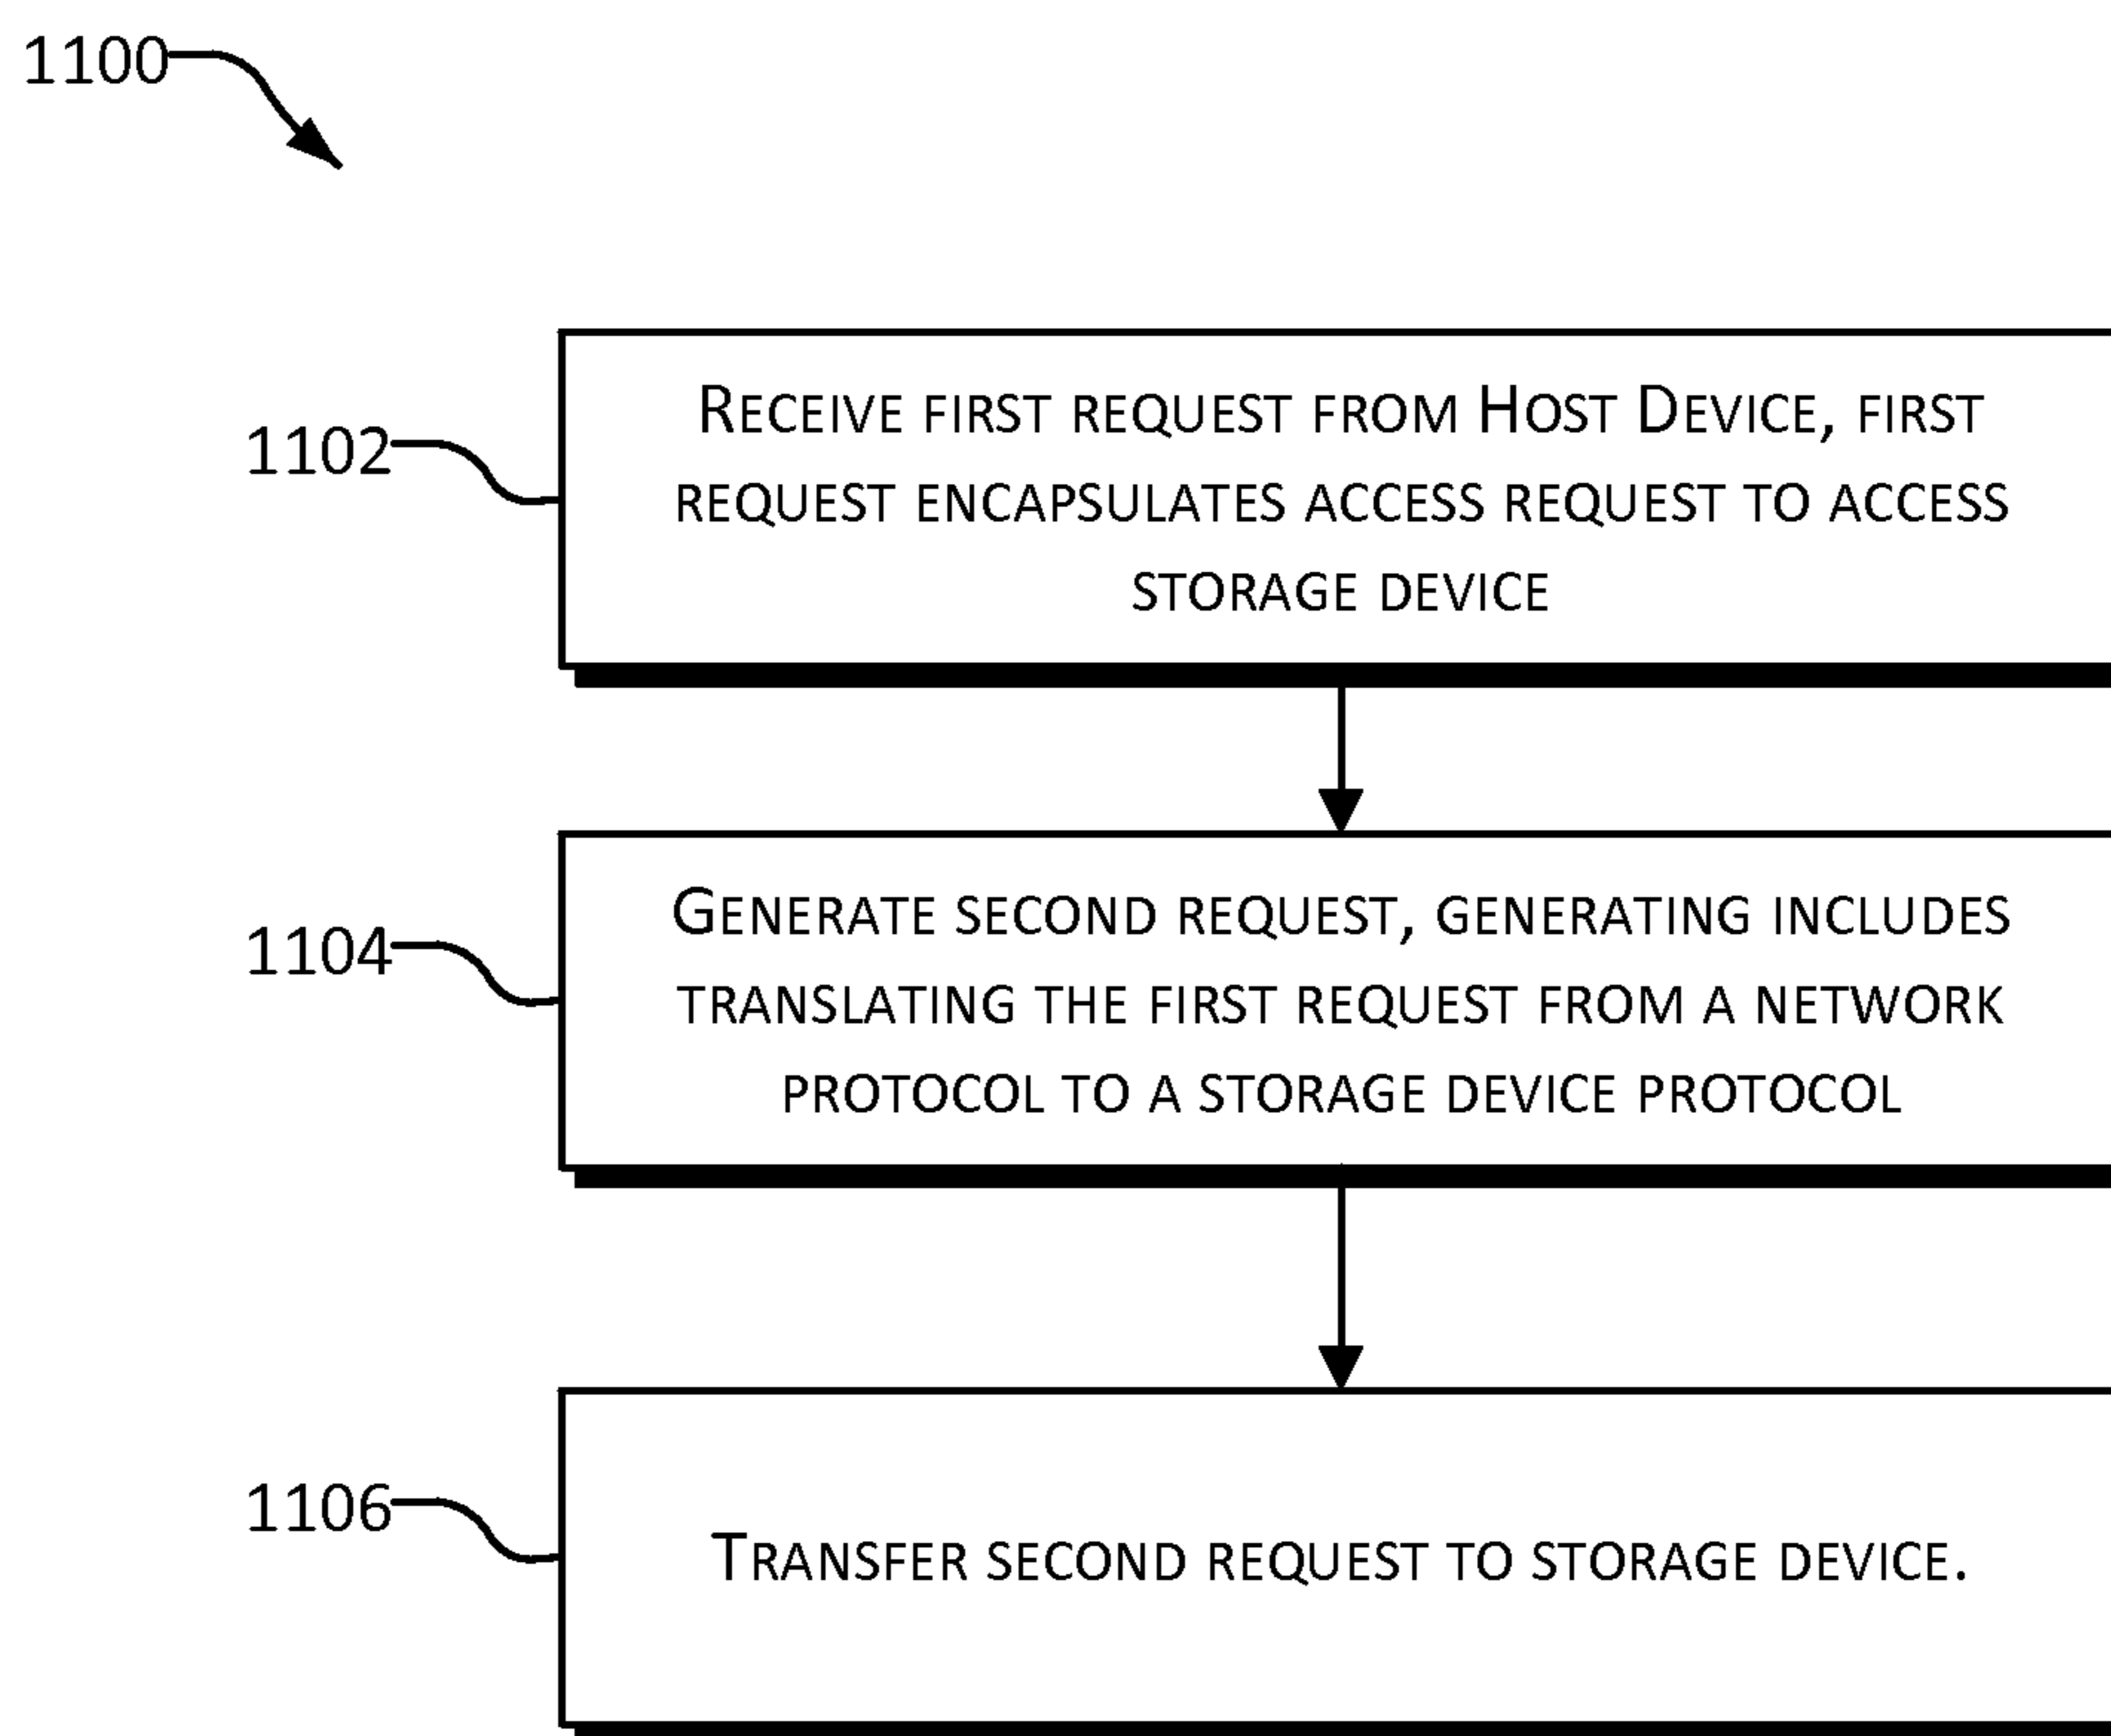 1100
1102
Receive first request from Host Device, first
request encapsulates access request to access
storage device
1104
Generate second request, generating includes
translating the first request from a network
protocol to a storage device protocol
1106
Transfer second request to storage device.